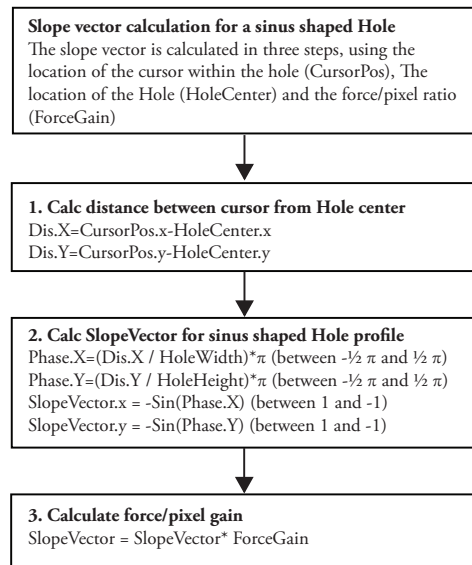 Slope vector calculation for a sinus shaped Hole
The slope vector is calculated in three steps, using the
location of the cursor within the hole (CursorPos), The
location of the Hole (HoleCenter) and the force/pixel ratio
(ForceGain)
1. Calc distance between cursor from Hole center
Dis.X=CursorPos.x-HoleCenter.x
Dis.Y=CursorPos.y-HoleCenter.y
2. Calc SlopeVector for sinus shaped Hole profile
Phase.X=(Dis.X / HoleWidth)*π (between -½ π and ½ π)
Phase.Y=(Dis.Y / HoleHeight)*π (between -½ π and ½ π)
SlopeVector.x = -Sin(Phase.X) (between 1 and -1)
SlopeVector.y = -Sin(Phase.Y) (between 1 and -1)
3. Calculate force/pixel gain
SlopeVector = SlopeVector* ForceGain